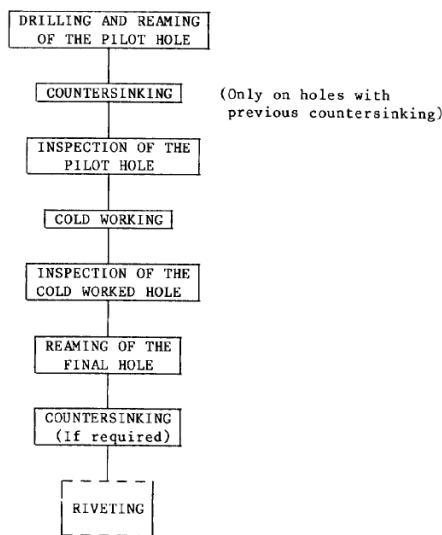 DRILLING AND REAMING
OF THE PILOT HOLE
COUNTERSINKING
(Only on holes with
previous countersinking)
INSPECTION OF THE
PILOT HOLE
COLD WORKING
INSPECTION OF THE
COLD WORKED HOLE
REAMING OF THE
FINAL HOLE
COUNTERSINKING
(If required)
RIVETING